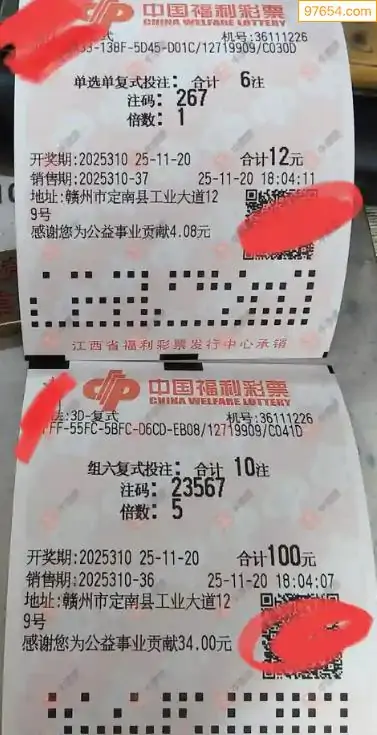 97654.com
中国福利彩票
CHINA WELFARE LOTTERY
复式 机号:36111226
33-138F-5D45-D01C/12719909/C030D
单选单复式投注: 合计 6注
注码: 267
倍数: 1
开奖期:2025310 25-11-20 合计12元
销售期:2025310-37 25-11-20 18:04:11
地址:赣州市定南县工业大道12
9号
感谢您为公益事业贡献4.08元
江西省福利彩票发行中心承销
中国福利彩票
CHINA WELFARE LOTTERY
:3D-复式 机号:36111226
FF-55FC-5BFC-D6CD-EB08/12719909/C041D
组六复式投注: 合计 10注
注码: 23567
倍数: 5
开奖期:2025310 25-11-20 合计100元
销售期:2025310-36 25-11-20 18:04:07
地址:赣州市定南县工业大道12
9号
感谢您为公益事业贡献34.00元